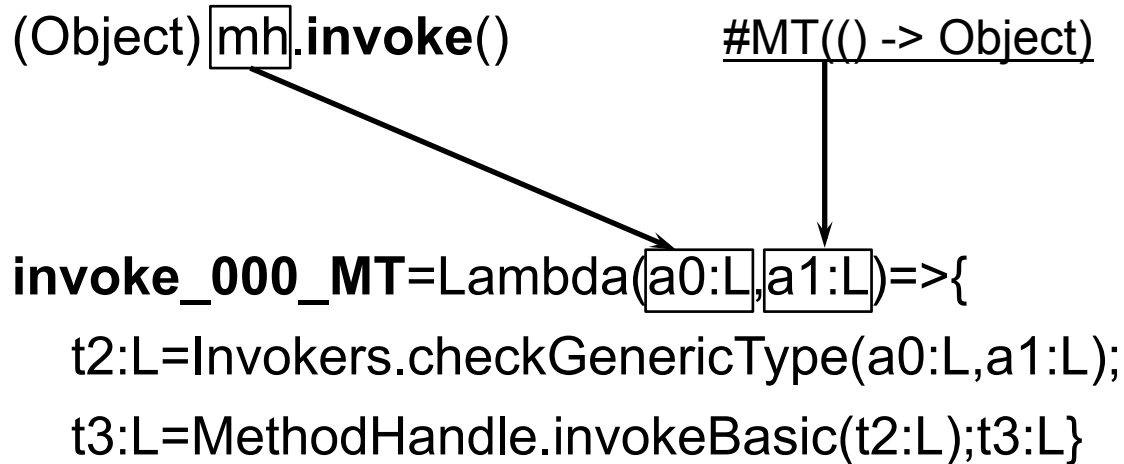 (Object) mh.invoke() #MT(() -> Object)
invoke_000_MT=Lambda(a0:L,a1:L)=>{
t2:L=Invokers.checkGenericType(a0:L,a1:L);
t3:L=MethodHandle.invokeBasic(t2:L);t3:L}